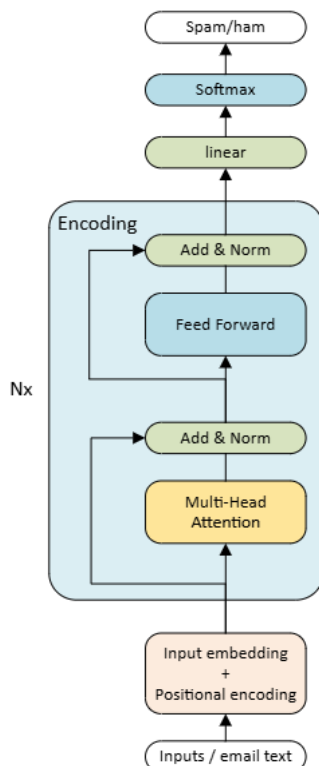 Spam/ham
Softmax
linear
Encoding
Add & Norm
Feed Forward
Nx
Add & Norm
Multi-Head
Attention
Input embedding
+
Positional encoding
Inputs / email text